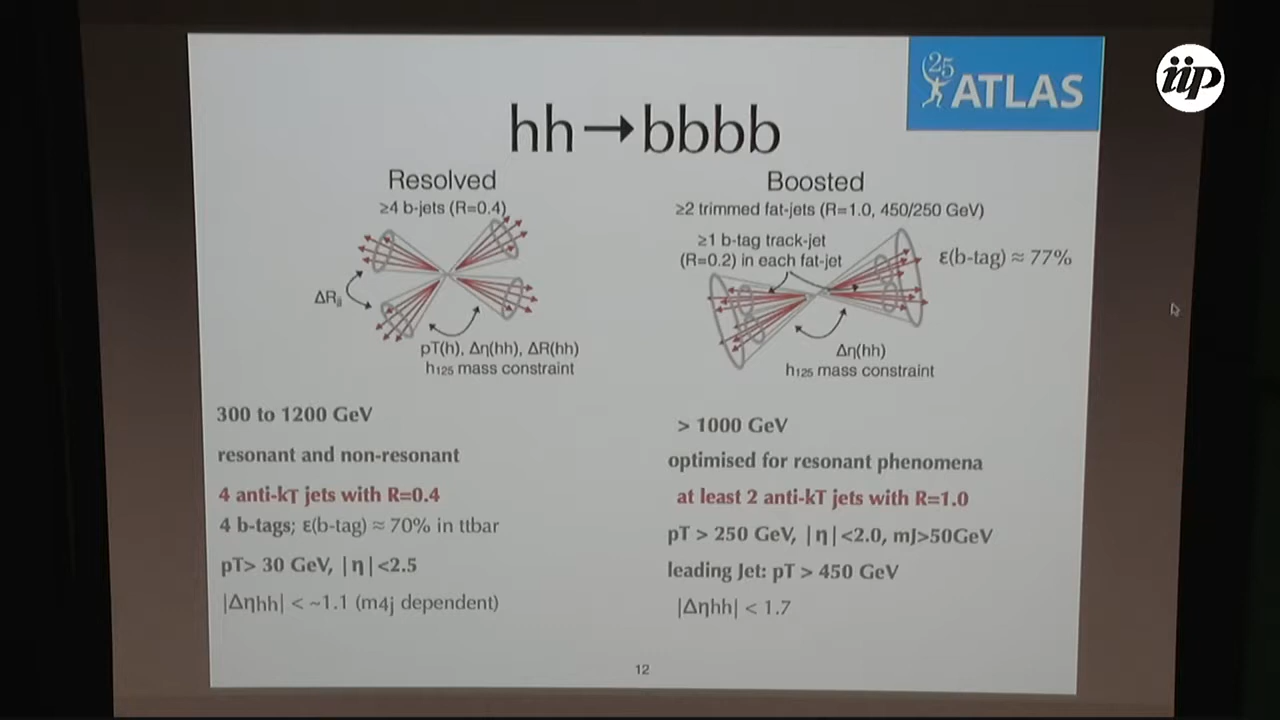 25
ATLAS
iip
hh→bbbb
Resolved
≥4 b-jets (R=0.4)
ΔRjj
pT(h), Δη(hh), ΔR(hh)
h125 mass constraint
300 to 1200 GeV
resonant and non-resonant
4 anti-kT jets with R=0.4
4 b-tags; ε(b-tag) ≈ 70% in ttbar
pT> 30 GeV, |η|<2.5
|Δηhh| < ~1.1 (m4j dependent)
Boosted
≥2 trimmed fat-jets (R=1.0, 450/250 GeV)
≥1 b-tag track-jet
(R=0.2) in each fat-jet
ε(b-tag) ≈ 77%
Δη(hh)
h125 mass constraint
> 1000 GeV
optimised for resonant phenomena
at least 2 anti-kT jets with R=1.0
pT > 250 GeV, |η|<2.0, mJ>50GeV
leading Jet: pT > 450 GeV
|Δηhh| < 1.7
12